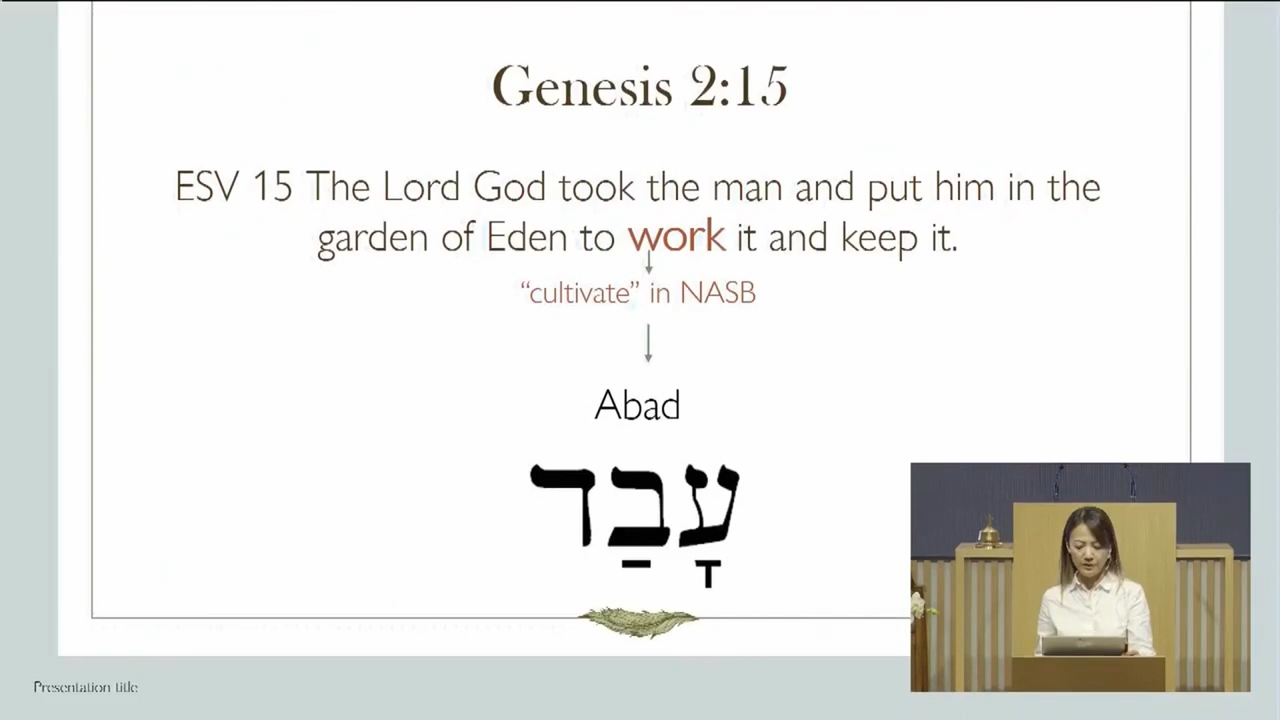 Genesis 2:15
ESV 15 The Lord God took the man and put him in the
garden of Eden to work it and keep it.
“cultivate” in NASB
Abad
עָבַד
Presentation title